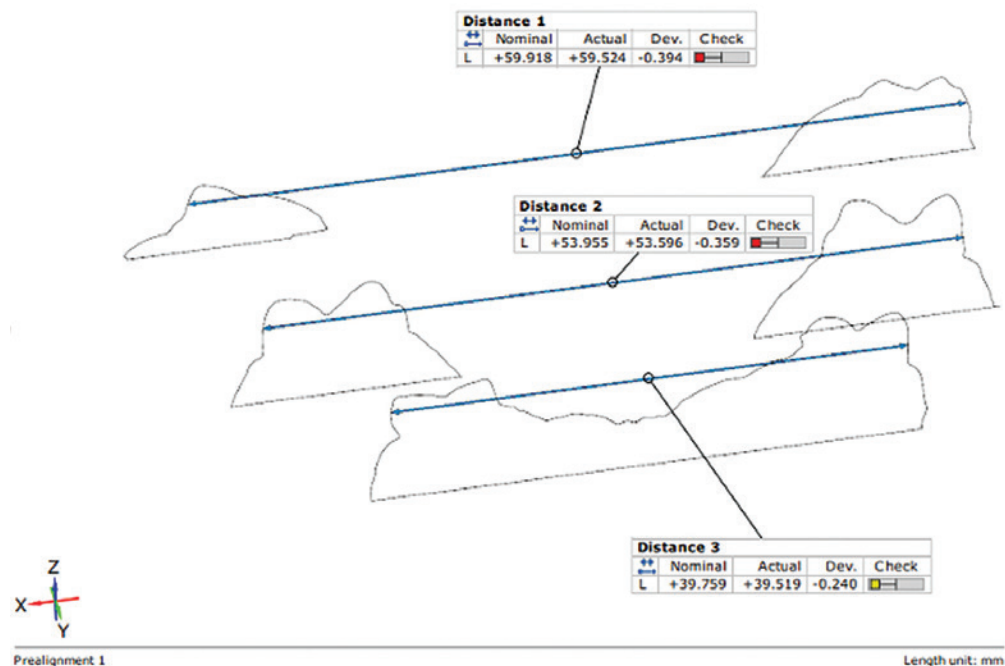 Distance 1
Nominal Actual Dev. Check
L +59.918 +59.524 -0.394
Distance 2
Nominal Actual Dev. Check
L +53.955 +53.596 -0.359
Distance 3
Nominal Actual Dev. Check
L +39.759 +39.519 -0.240
Z
X
Y
Prealignment 1
Length unit: mm